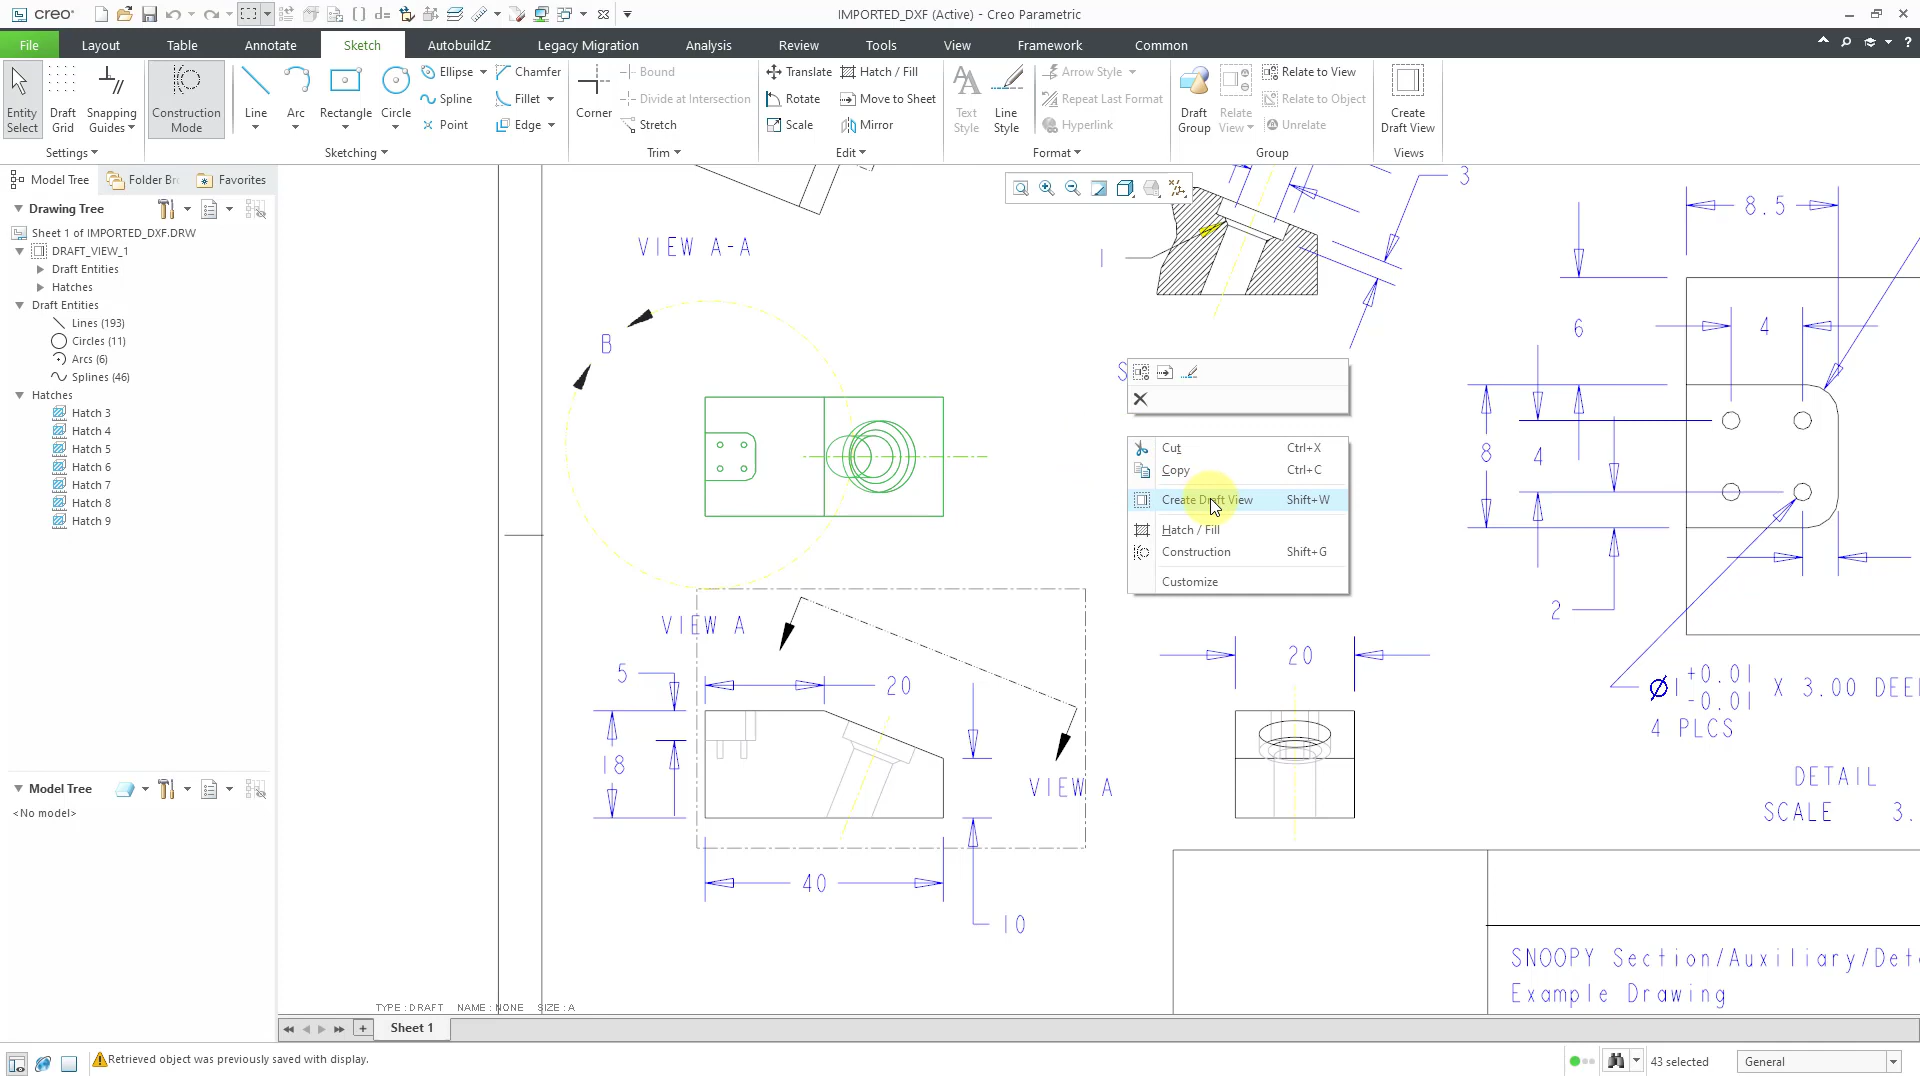 creo°
IMPORTED_DXF (Active) - Creo Parametric
File
Layout
Table
Annotate
Sketch
AutobuildZ
Legacy Migration
Analysis
Review
Tools
View
Framework
Common
Entity
Select
Draft
Grid
Snapping
Guides
Construction
Mode
Line
Arc
Rectangle
Circle
Ellipse
Spline
Point
Chamfer
Fillet
Edge
Corner
Bound
Divide at Intersection
Stretch
Translate
Rotate
Scale
Hatch / Fill
Move to Sheet
Mirror
Text
Style
Line
Style
Arrow Style
Repeat Last Format
Hyperlink
Draft
Group
Relate
View
Relate to View
Relate to Object
Unrelate
Create
Draft View
Settings
Sketching
Trim
Edit
Format
Group
Views
Model Tree
Folder Br
Favorites
Drawing Tree
Sheet 1 of IMPORTED_DXF.DRW
DRAFT_VIEW_1
Draft Entities
Hatches
Draft Entities
Lines (193)
Circles (11)
Arcs (6)
Splines (46)
Hatches
Hatch 3
Hatch 4
Hatch 5
Hatch 6
Hatch 7
Hatch 8
Hatch 9
Model Tree
<No model>
VIEW A-A
B
1
3
S
Cut Ctrl+X
Copy Ctrl+C
Create Draft View Shift+W
Hatch / Fill
Construction Shift+G
Customize
8.5
6
4
8
4
2
VIEW A
5
20
18
VIEW A
40
10
20
Ø1 +0.01 -0.01 X 3.00 DEE
4 PLCS
DETAIL
SCALE 3.
SNOOPY Section/Auxiliary/Det
Example Drawing
TYPE : DRAFT NAME : NONE SIZE : A
Sheet 1
Retrieved object was previously saved with display.
43 selected
General